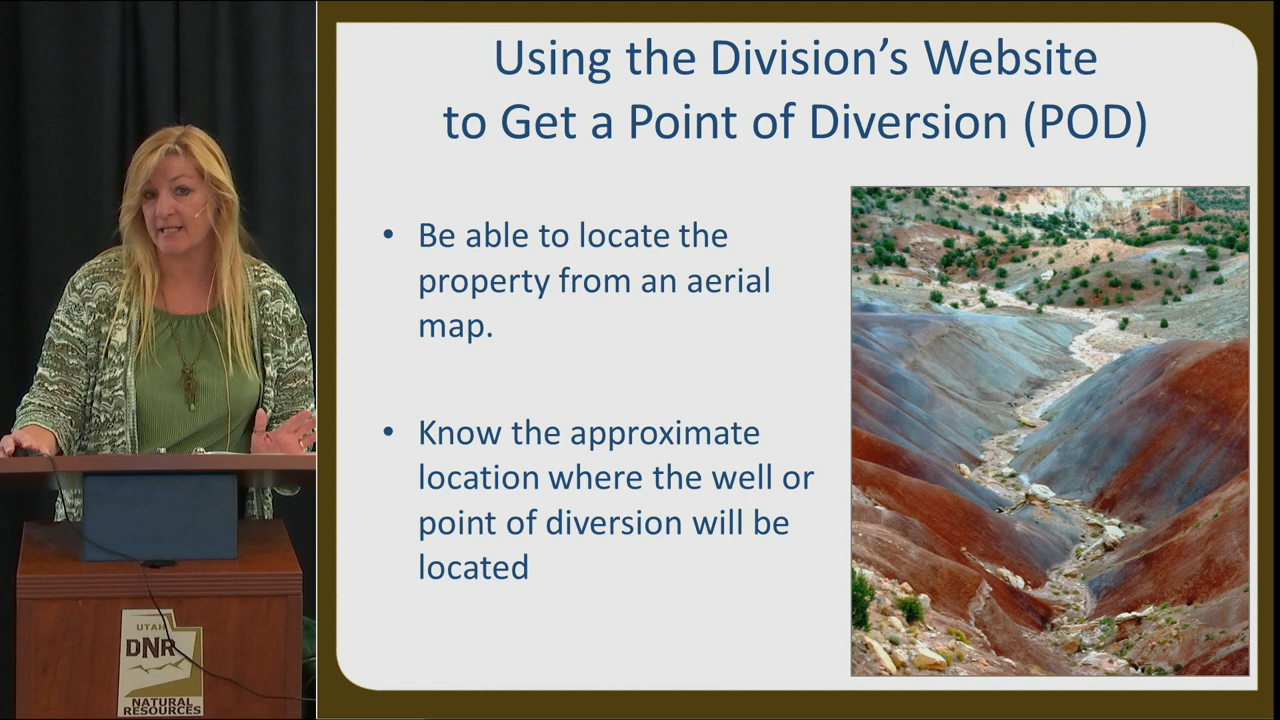 Using the Division’s Website
to Get a Point of Diversion (POD)
• Be able to locate the
property from an aerial
map.
• Know the approximate
location where the well or
point of diversion will be
located
UTAH
DNR
NATURAL
RESOURCES